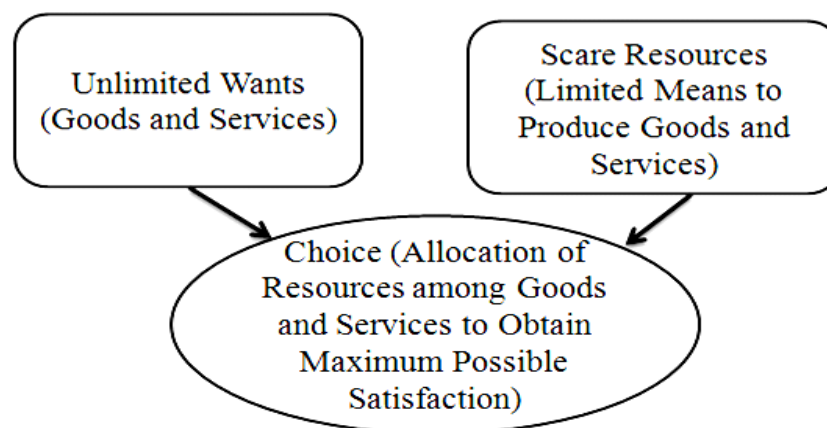 Unlimited Wants
(Goods and Services)
Scare Resources
(Limited Means to
Produce Goods and
Services)
Choice (Allocation of
Resources among Goods
and Services to Obtain
Maximum Possible
Satisfaction)